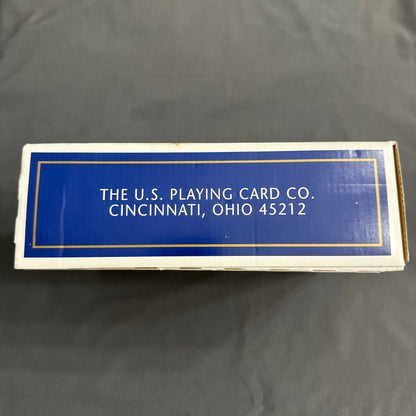 THE U.S. PLAYING CARD CO.
CINCINNATI, OHIO 45212